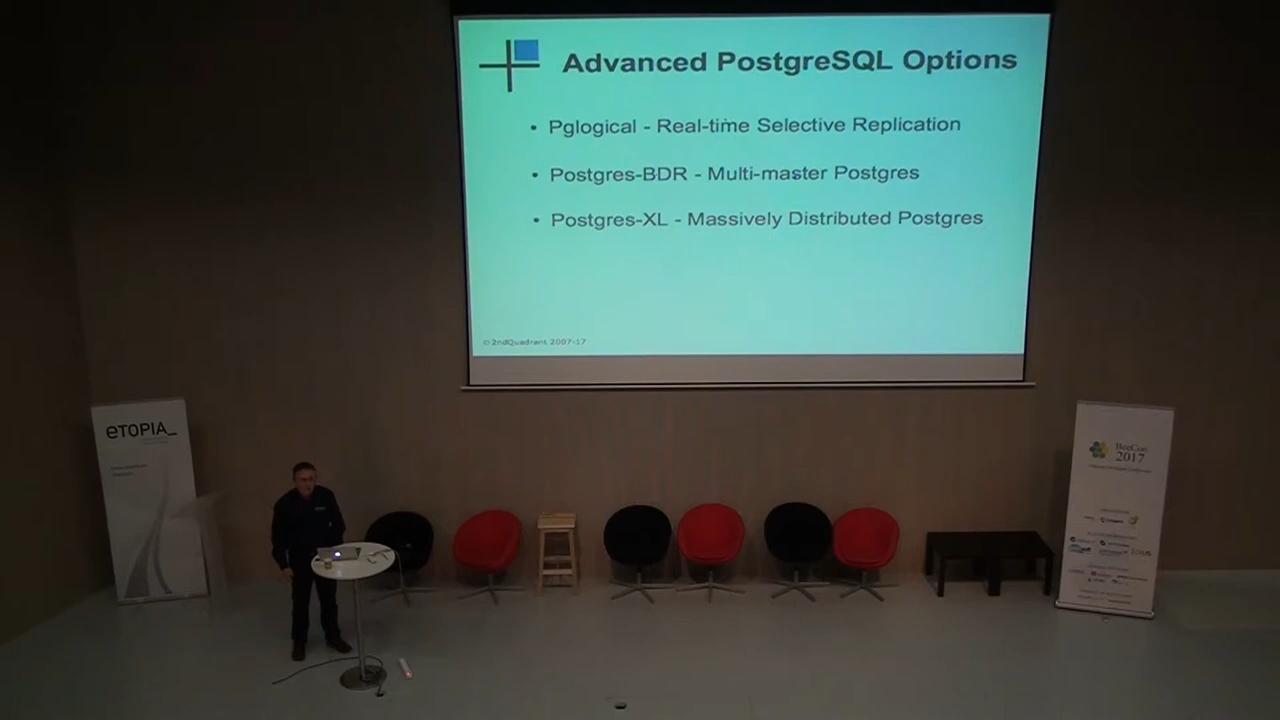 Advanced PostgreSQL Options
• Pglogical - Real-time Selective Replication
• Postgres-BDR - Multi-master Postgres
• Postgres-XL - Massively Distributed Postgres
© 2ndQuadrant 2007-17
eTOPIA_
BeeCon
2017